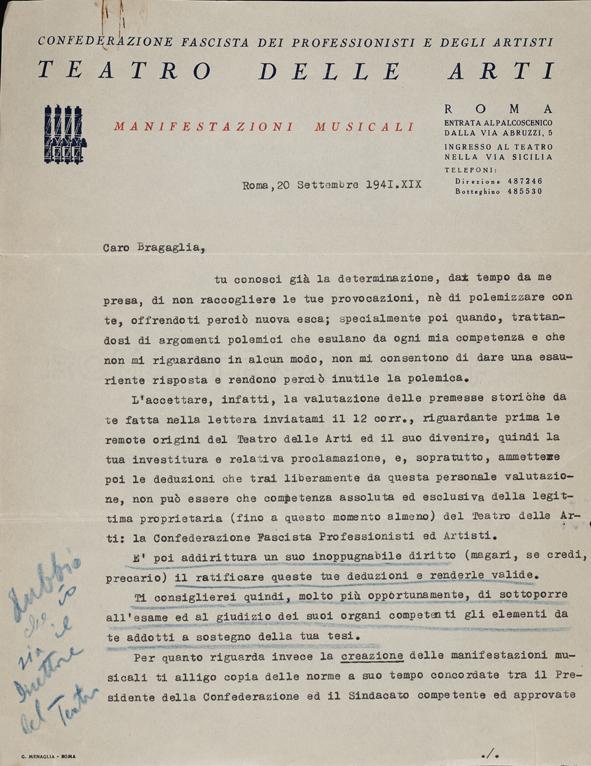 CONFEDERAZIONE FASCISTA DEI PROFESSIONISTI E DEGLI ARTISTI
TEATRO DELLE ARTI
MANIFESTAZIONI MUSICALI
ROMA
ENTRATA AL PALCOSCENICO
DALLA VIA ABRUZZI, 5
INGRESSO AL TEATRO
NELLA VIA SICILIA
TELEFONI:
Direzione 487246
Botteghino 485530
Roma,20 Settembre 1941.XIX
Caro Bragaglia,
tu conosci già la determinazione, da tempo da me
presa, di non raccogliere le tue provocazioni, nè di polemizzare con
te, offrendoti perciò nuova esca; specialmente poi quando, trattan-
dosi di argomenti polemici che esulano da ogni mia competenza e che
non mi riguardano in alcun modo, non mi consentono di dare una esau-
riente risposta e rendono perciò inutile la polemica.
L'accettare, infatti, la valutazione delle premesse storiche da
te fatta nella lettera inviatami il 12 corr., riguardante prima le
remote origini del Teatro delle Arti ed il suo divenire, quindi la
tua investitura e relativa proclamazione, e, sopratutto, ammettere
poi le deduzioni che trai liberamente da questa personale valutazio-
ne, non può essere che competenza assoluta ed esclusiva della legit-
tima proprietaria (fino a questo momento almeno) del Teatro delle Ar-
ti: la Confederazione Fascista Professionisti ed Artisti.
E' poi addirittura un suo inoppugnabile diritto (magari, se credi,
precario) il ratificare queste tue deduzioni e renderle valide.
Ti consiglierei quindi, molto più opportunamente, di sottoporre
all'esame ed al giudizio dei suoi organi competenti gli elementi da
te addotti a sostegno della tua tesi.
Per quanto riguarda invece la creazione delle manifestazioni mu-
sicali ti alligo copia delle norme a suo tempo concordate tra il Pre-
sidente della Confederazione ed il Sindacato competente ed approvate
dubbio
che io
sia il
Direttore
del Teatro
G. MENAGLIA - ROMA
./.